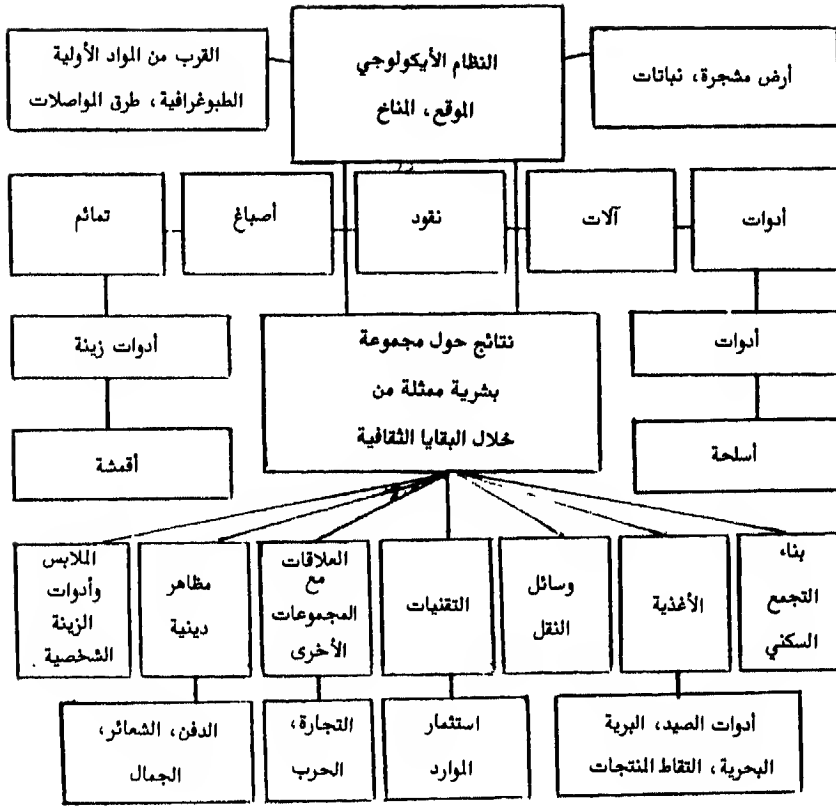 القرب من المواد الأولية
الطبوغرافية، طرق المواصلات
النظام الأيكولوجي
الموقع، المناخ
أرض مشجرة، نباتات
أدوات
آلات
نقود
أصباغ
تمائم
أدوات
نتائج حول مجموعة
بشرية ممثلة من
خلال البقايا الثقافية
أدوات زينة
أسلحة
أقمشة
بناء
التجمع
السكني
الأغذية
وسائل
النقل
التقنيات
العلاقات
مع
المجموعات
الأخرى
مظاهر
دينية
الملابس
وأدوات
الزينة
الشخصية
أدوات الصيد، البرية
البحرية، التقاط المنتجات
استثمار
الموارد
التجارة،
الحرب
الدفن، الشعائر،
الجمال